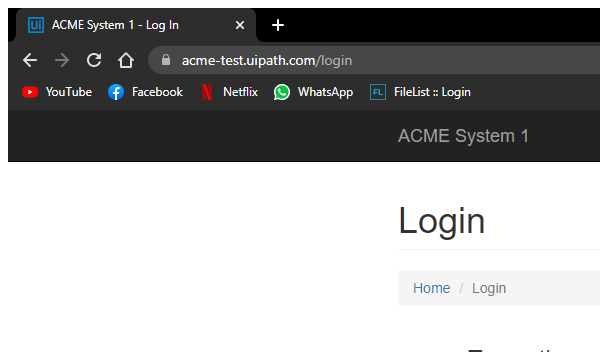 Ui ACME System 1 - Log In
acme-test.uipath.com/login
YouTube Facebook Netflix WhatsApp FL FileList :: Login
ACME System 1
Login
Home / Login